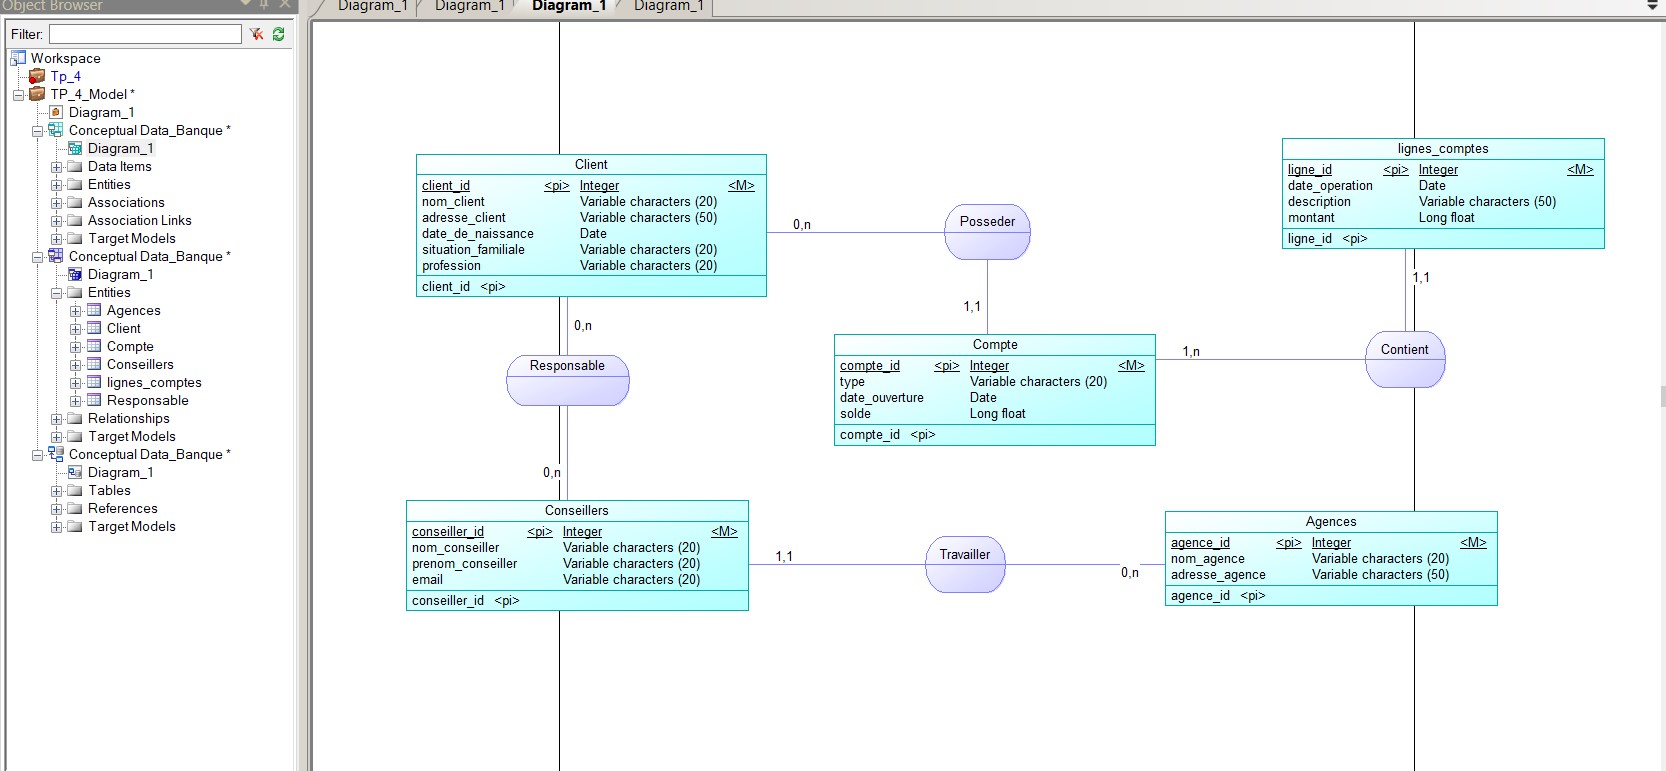 Object Browser
Diagram_1 Diagram_1 Diagram_1 Diagram_1
Filter:
Workspace
Tp_4
TP_4_Model *
Diagram_1
Conceptual Data_Banque *
Diagram_1
Data Items
Entities
Associations
Association Links
Target Models
Conceptual Data_Banque *
Diagram_1
Entities
Agences
Client
Compte
Conseillers
lignes_comptes
Responsable
Relationships
Target Models
Conceptual Data_Banque *
Diagram_1
Tables
References
Target Models
Client
client_id <pi> Integer <M>
nom_client Variable characters (20)
adresse_client Variable characters (50)
date_de_naissance Date
situation_familiale Variable characters (20)
profession Variable characters (20)
client_id <pi>
0,n
Posseder
1,1
lignes_comptes
ligne_id <pi> Integer <M>
date_operation Date
description Variable characters (50)
montant Long float
ligne_id <pi>
1,1
0,n
Responsable
0,n
Compte
compte_id <pi> Integer <M>
type Variable characters (20)
date_ouverture Date
solde Long float
compte_id <pi>
1,n
Contient
Conseillers
conseiller_id <pi> Integer <M>
nom_conseiller Variable characters (20)
prenom_conseiller Variable characters (20)
email Variable characters (20)
conseiller_id <pi>
1,1
Travailler
0,n
Agences
agence_id <pi> Integer <M>
nom_agence Variable characters (20)
adresse_agence Variable characters (50)
agence_id <pi>